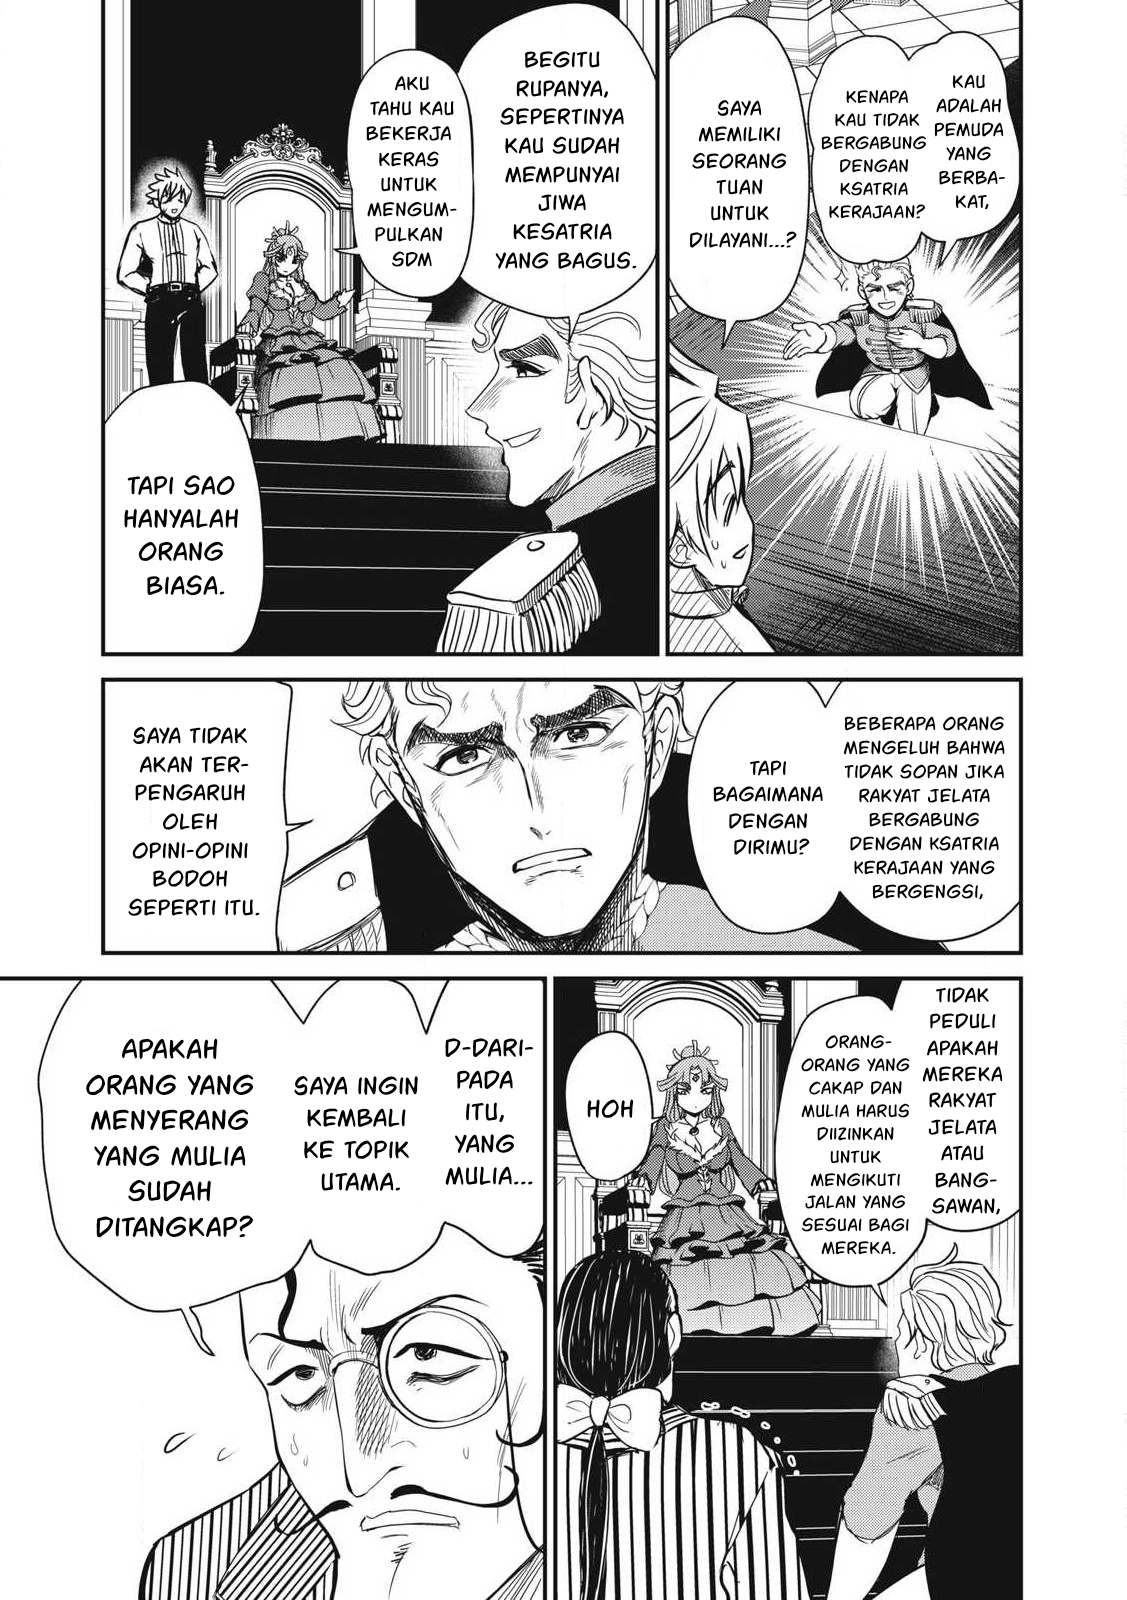 KAU
ADALAH
PEMUDA
YANG
BERBA-
KAT,
KENAPA
KAU TIDAK
BERGABUNG
DENGAN
KSATRIA
KERAJAAN?
SAYA
MEMILIKI
SEORANG
TUAN
UNTUK
DILAYANI...?
BEGITU
RUPANYA,
SEPERTINYA
KAU SUDAH
MEMPUNYAI
JIWA
KESATRIA
YANG BAGUS.
AKU
TAHU KAU
BEKERJA
KERAS
UNTUK
MENGUM-
PULKAN
SDM
TAPI SAO
HANYALAH
ORANG
BIASA.
BEBERAPA ORANG
MENGELUH BAHWA
TIDAK SOPAN JIKA
RAKYAT JELATA
BERGABUNG
DENGAN KSATRIA
KERAJAAN YANG
BERGENGSI,
TAPI
BAGAIMANA
DENGAN
DIRIMU?
SAYA TIDAK
AKAN TER-
PENGARUH
OLEH
OPINI-OPINI
BODOH
SEPERTI ITU.
TIDAK
PEDULI
APAKAH
MEREKA
RAKYAT
JELATA
ATAU
BANG-
SAWAN,
ORANG-
ORANG YANG
CAKAP DAN
MULIA HARUS
DIIZINKAN
UNTUK
MENGIKUTI
JALAN YANG
SESUAI BAGI
MEREKA.
HOH
D-DARI-
PADA
ITU,
YANG
MULIA...
SAYA INGIN
KEMBALI
KE TOPIK
UTAMA.
APAKAH
ORANG YANG
MENYERANG
YANG MULIA
SUDAH
DITANGKAP?